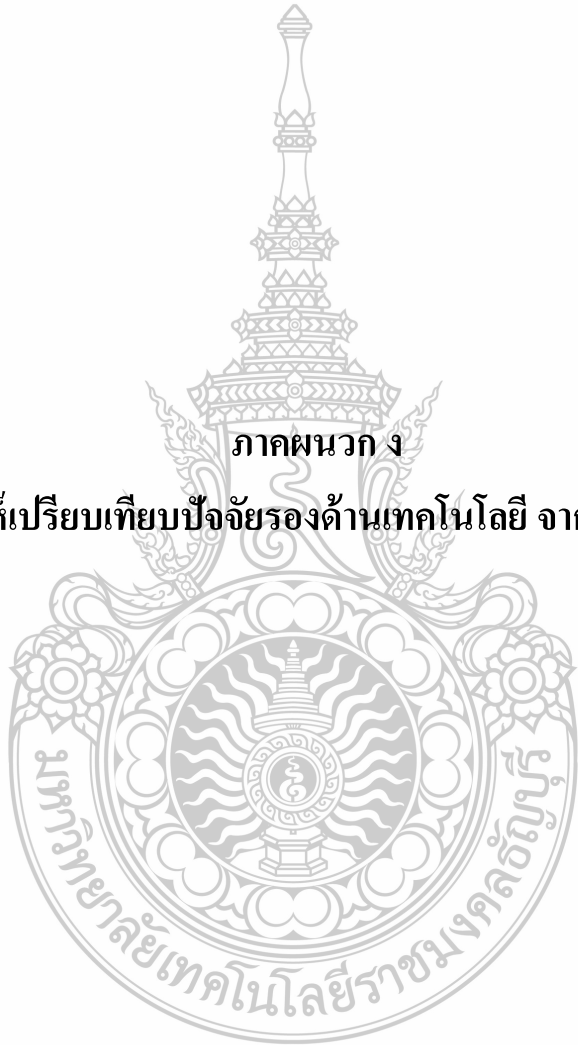 ภาคผนวก ง
ห์เปรียบเทียบปัจจัยรองด้านเทคโนโลยี จาก
มหาวิทยาลัยเทคโนโลยีราชมงคลธัญบุรี